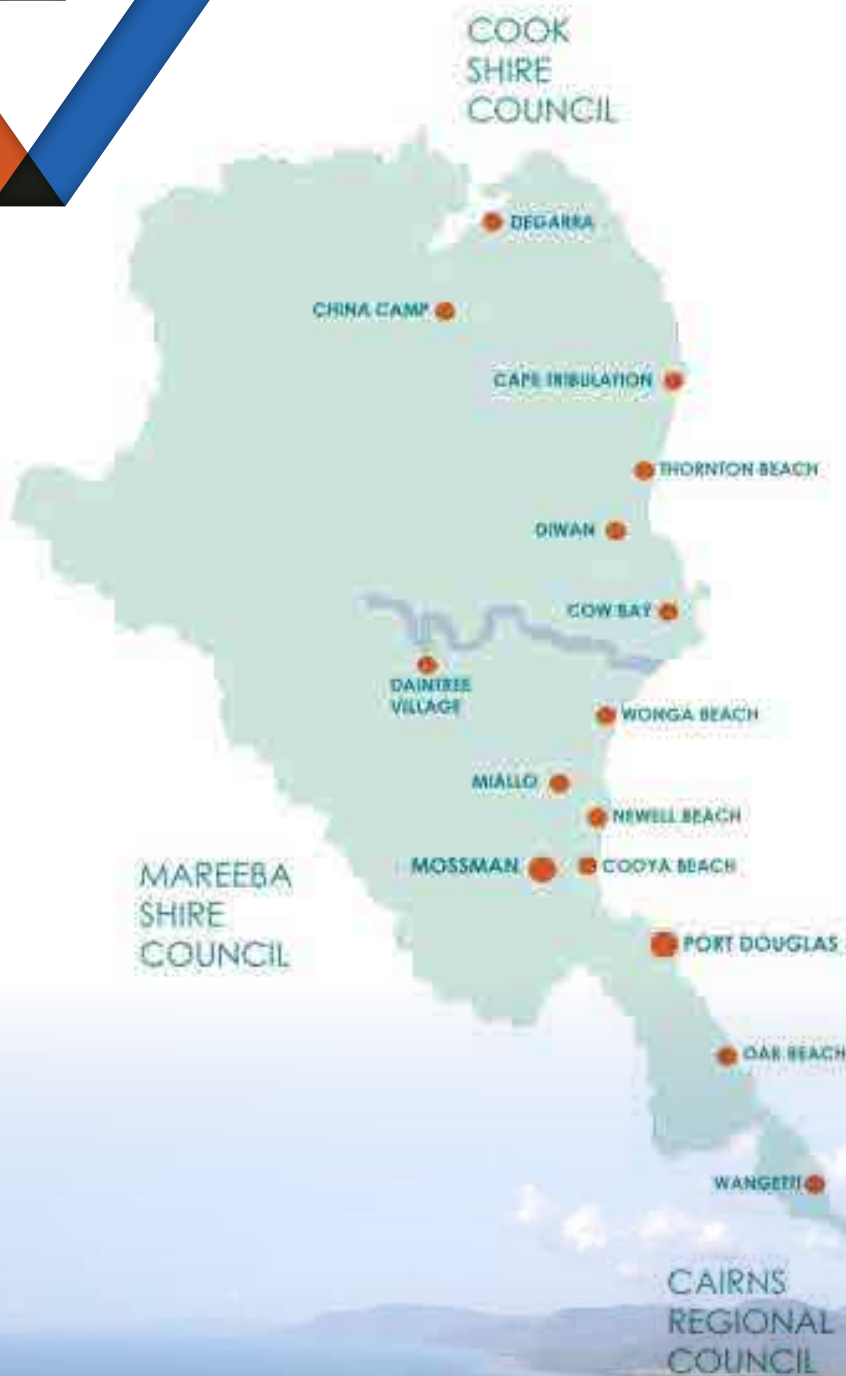 COOK
SHIRE
COUNCIL
DEGARRA
CHINA CAMP
CAPE TRIBULATION
THORNTON BEACH
DIWAN
COW BAY
DAINTREE
VILLAGE
WONGA BEACH
MIALLO
NEWELL BEACH
MOSSMAN
COOYA BEACH
MAREEBA
SHIRE
COUNCIL
PORT DOUGLAS
OAK BEACH
WANGETTI
CAIRNS
REGIONAL
COUNCIL